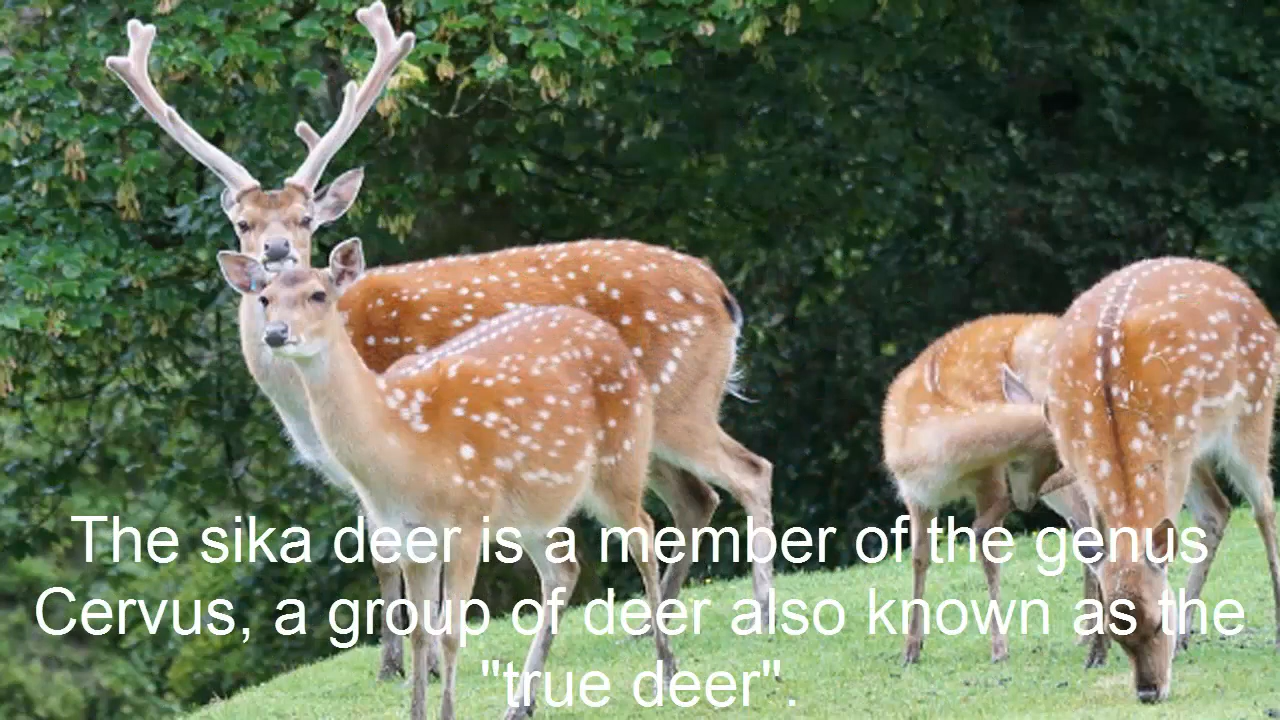 The sika deer is a member of the genus
Cervus, a group of deer also known as the
"true deer".